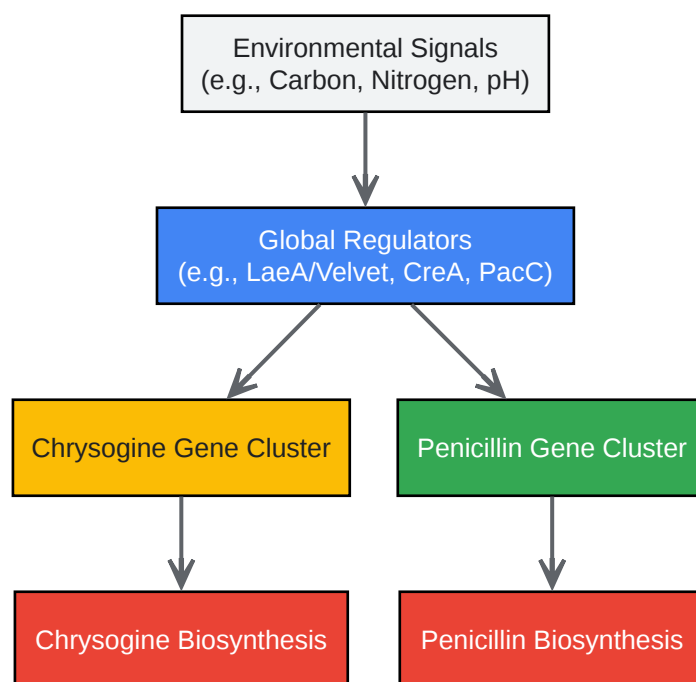 Environmental Signals
(e.g., Carbon, Nitrogen, pH)
Global Regulators
(e.g., LaeA/Velvet, CreA, PacC)
Chrysogine Gene Cluster
Penicillin Gene Cluster
Chrysogine Biosynthesis
Penicillin Biosynthesis